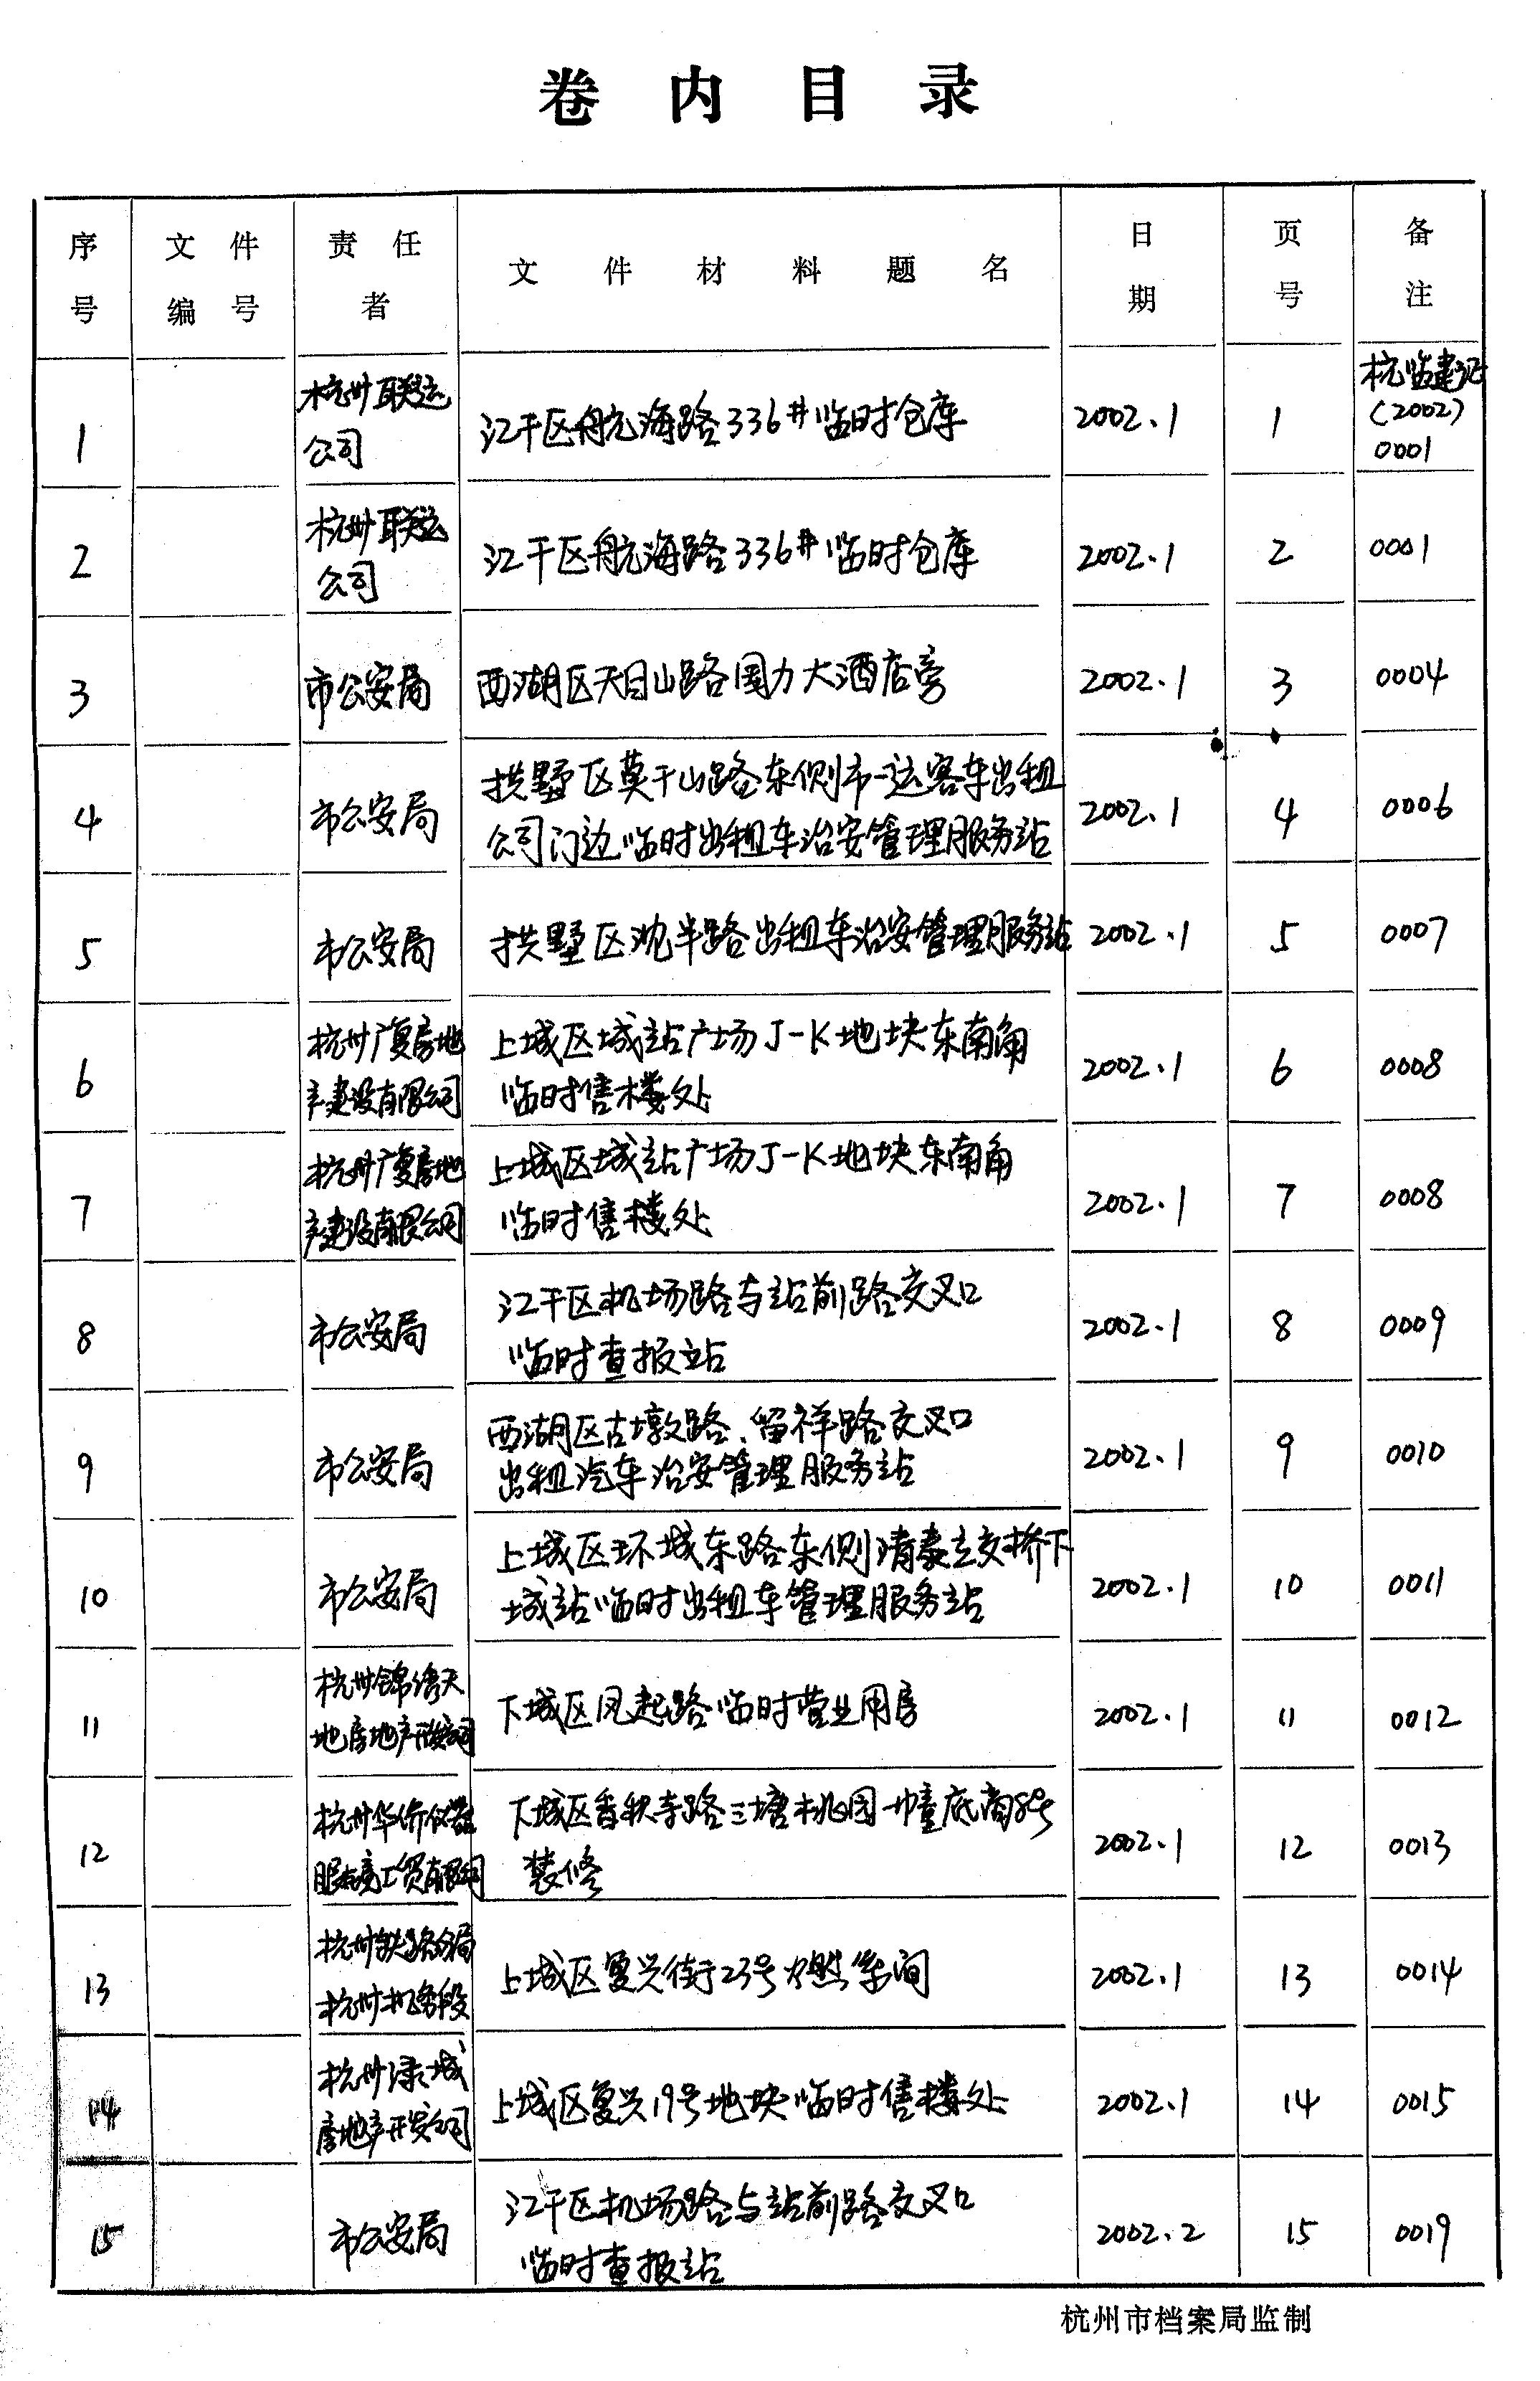 卷内目录
序号 文件编号 责任者 文件材料题名 日期 页号 备注
1 杭州联运公司 江干区航海路336#临时仓库 2002.1 1 杭临建证(2002)0001
2 杭州联运公司 江干区航海路336#临时仓库 2002.1 2 0001
3 市公安局 西湖区天目山路国力大酒店旁 2002.1 3 0004
4 市公安局 拱墅区莫干山路东侧市一运客车出租
公司门边临时出租车治安管理服务站 2002.1 4 0006
5 市公安局 拱墅区沈半路出租车治安管理服务站 2002.1 5 0007
6 杭州广复房地产建设有限公司 上城区城站广场J-K地块东南角
临时售楼处 2002.1 6 0008
7 杭州广复房地产建设有限公司 上城区城站广场J-K地块东南角
临时售楼处 2002.1 7 0008
8 市公安局 江干区机场路与站前路交叉口
临时查报站 2002.1 8 0009
9 市公安局 西湖区古墩路、留祥路交叉口
出租汽车治安管理服务站 2002.1 9 0010
10 市公安局 上城区环城东路东侧清泰立交桥下
城站临时出租车管理服务站 2002.1 10 0011
11 杭州锦绣天地房地产开发公司 下城区凤起路临时营业用房 2002.1 11 0012
12 杭州华侨仪器服务工贸有限公司 下城区香积寺路三塘桃园一幢底商8号
装修 2002.1 12 0013
13 杭州铁路分局杭州机务段 上城区复兴街23号燃笨间 2002.1 13 0014
14 杭州绿城房地产开发公司 上城区复兴19号地块临时售楼处 2002.1 14 0015
15 市公安局 江干区机场路与站前路交叉口
临时查报站 2002.2 15 0019
杭州市档案局监制